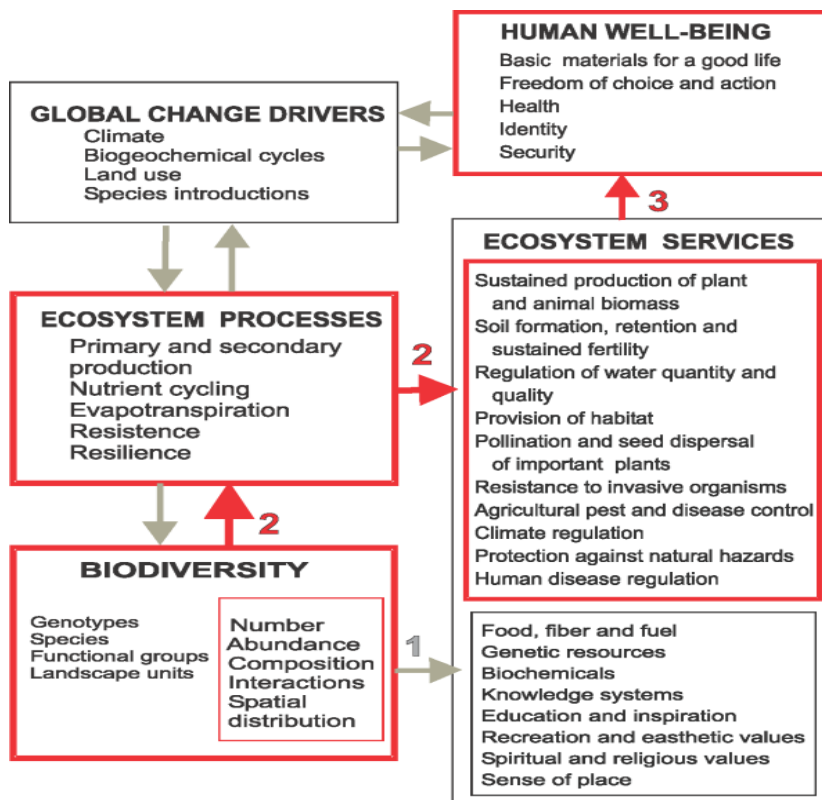 HUMAN WELL-BEING
Basic materials for a good life
Freedom of choice and action
Health
Identity
Security
GLOBAL CHANGE DRIVERS
Climate
Biogeochemical cycles
Land use
Species introductions
3
ECOSYSTEM SERVICES
Sustained production of plant
and animal biomass
Soil formation, retention and
sustained fertility
Regulation of water quantity and
quality
Provision of habitat
Pollination and seed dispersal
of important plants
Resistance to invasive organisms
Agricultural pest and disease control
Climate regulation
Protection against natural hazards
Human disease regulation
ECOSYSTEM PROCESSES
Primary and secondary
production
Nutrient cycling
Evapotranspiration
Resistence
Resilience
2
2
BIODIVERSITY
Genotypes
Species
Functional groups
Landscape units
Number
Abundance
Composition
Interactions
Spatial
distribution
1
Food, fiber and fuel
Genetic resources
Biochemicals
Knowledge systems
Education and inspiration
Recreation and easthetic values
Spiritual and religious values
Sense of place